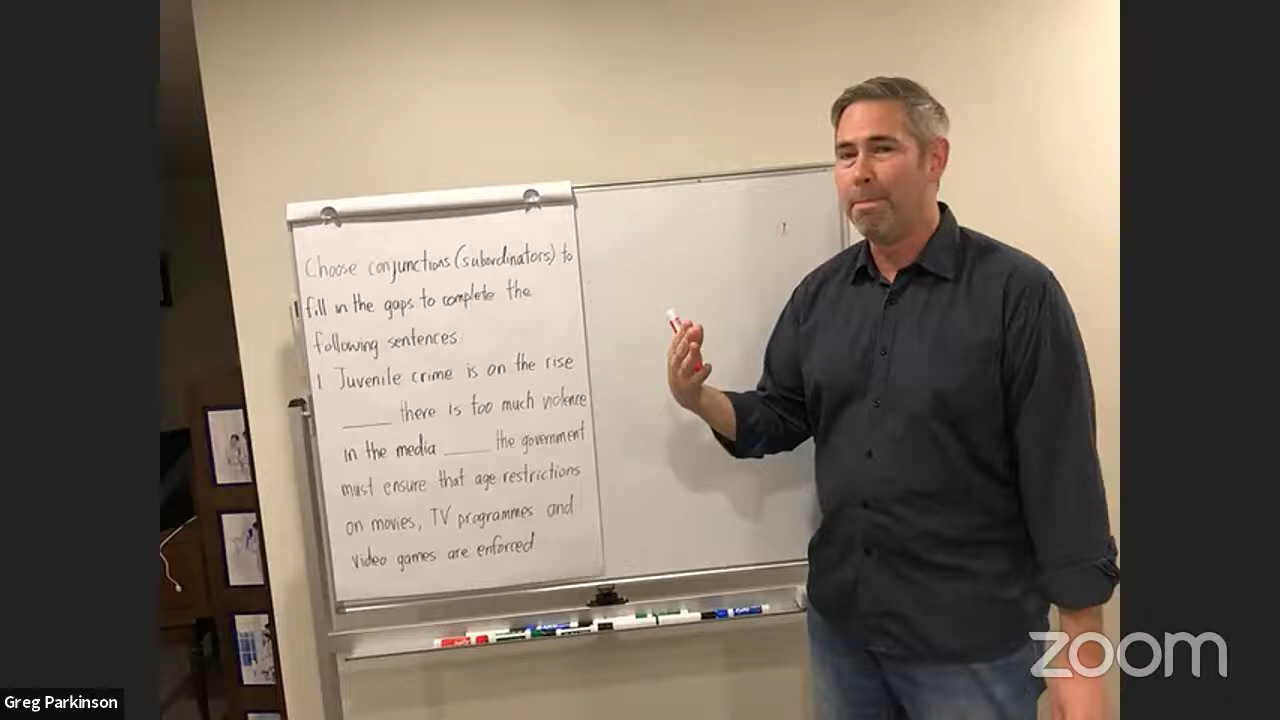 Choose conjunctions (subordinators) to
fill in the gaps to complete the
following sentences.
1 Juvenile crime is on the rise
____ there is too much violence
in the media ____ the government
must ensure that age restrictions
on movies, TV programmes and
video games are enforced
Greg Parkinson
zoom